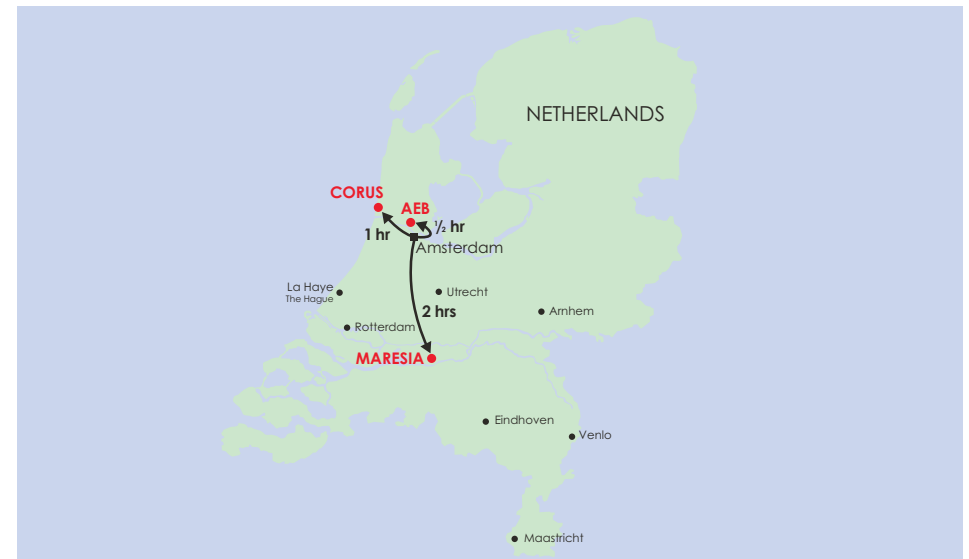 NETHERLANDS
CORUS
AEB
½ hr
1 hr
Amsterdam
La Haye
The Hague
Utrecht
2 hrs
Arnhem
Rotterdam
MARESIA
Eindhoven
Venlo
Maastricht